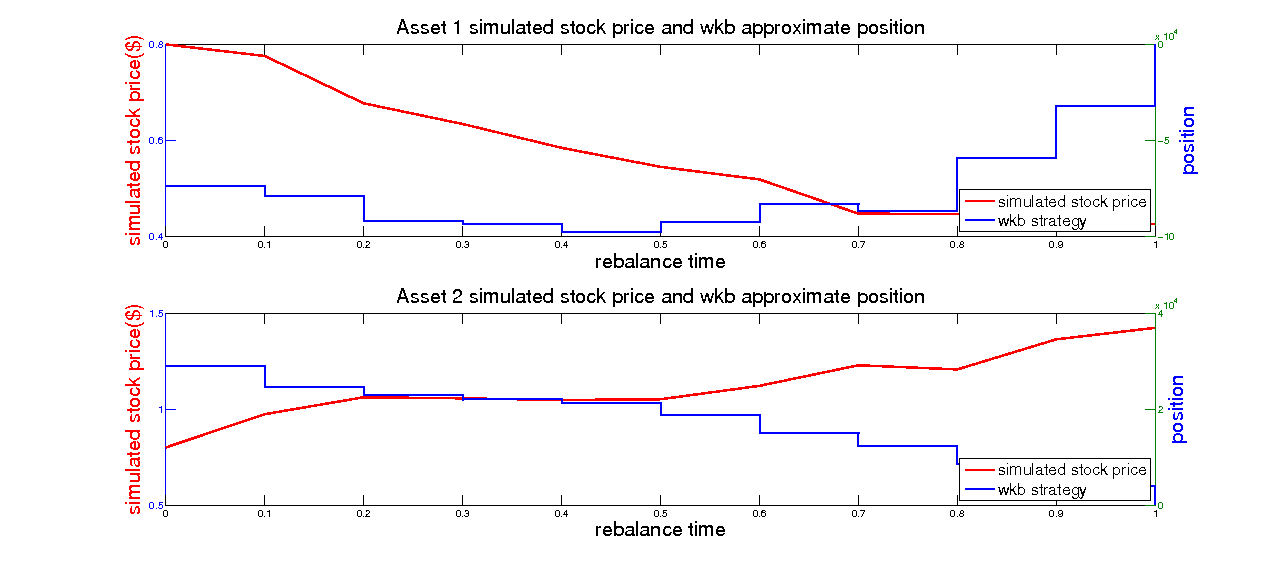 Asset 1 simulated stock price and wkb approximate position
x 10^4
simulated stock price($)
0.8
0.6
0.4
0
-5
-10
position
simulated stock price
wkb strategy
0 0.1 0.2 0.3 0.4 0.5 0.6 0.7 0.8 0.9 1
rebalance time
Asset 2 simulated stock price and wkb approximate position
x 10^4
simulated stock price($)
1.5
1
0.5
4
2
0
position
simulated stock price
wkb strategy
0 0.1 0.2 0.3 0.4 0.5 0.6 0.7 0.8 0.9 1
rebalance time